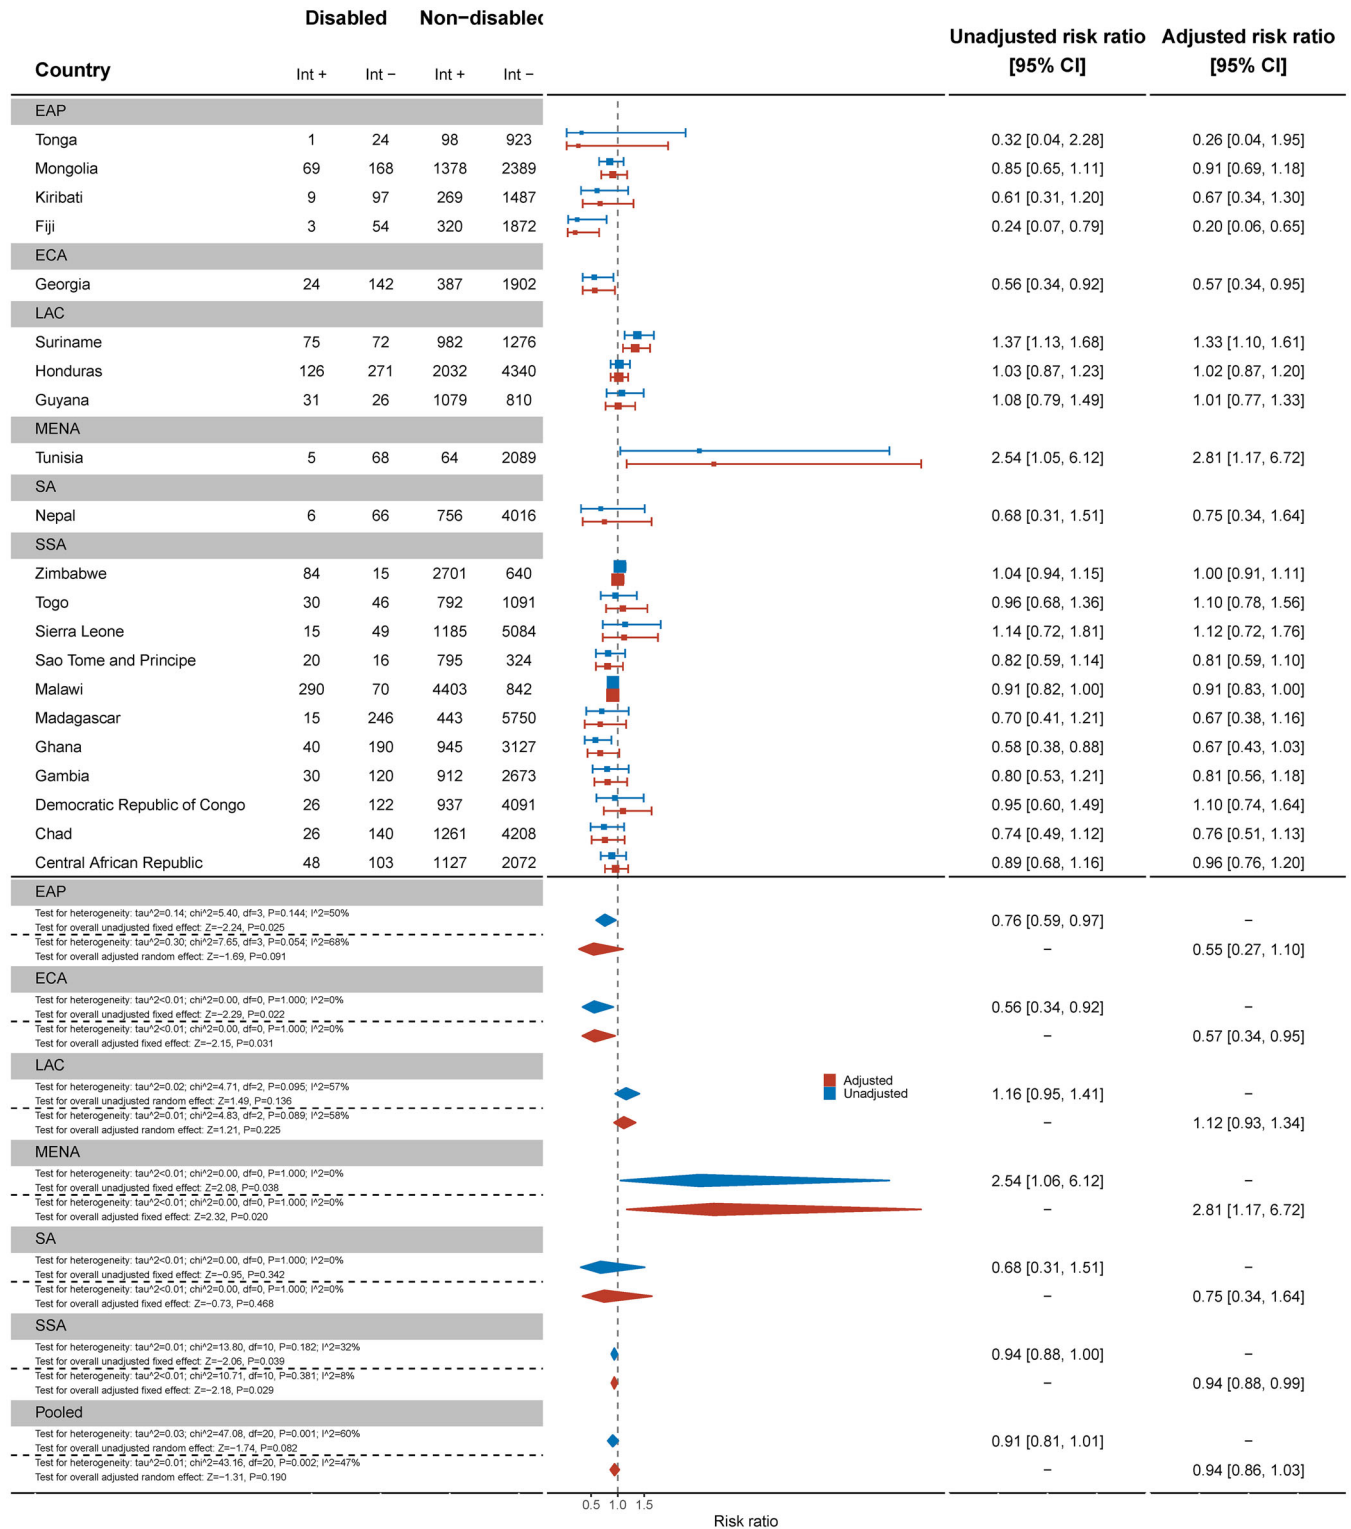 Disabled Non−disabled
Unadjusted risk ratio Adjusted risk ratio
Country Int + Int − Int + Int − [95% CI] [95% CI]
EAP
Tonga 1 24 98 923 0.32 [0.04, 2.28] 0.26 [0.04, 1.95]
Mongolia 69 168 1378 2389 0.85 [0.65, 1.11] 0.91 [0.69, 1.18]
Kiribati 9 97 269 1487 0.61 [0.31, 1.20] 0.67 [0.34, 1.30]
Fiji 3 54 320 1872 0.24 [0.07, 0.79] 0.20 [0.06, 0.65]
ECA
Georgia 24 142 387 1902 0.56 [0.34, 0.92] 0.57 [0.34, 0.95]
LAC
Suriname 75 72 982 1276 1.37 [1.13, 1.68] 1.33 [1.10, 1.61]
Honduras 126 271 2032 4340 1.03 [0.87, 1.23] 1.02 [0.87, 1.20]
Guyana 31 26 1079 810 1.08 [0.79, 1.49] 1.01 [0.77, 1.33]
MENA
Tunisia 5 68 64 2089 2.54 [1.05, 6.12] 2.81 [1.17, 6.72]
SA
Nepal 6 66 756 4016 0.68 [0.31, 1.51] 0.75 [0.34, 1.64]
SSA
Zimbabwe 84 15 2701 640 1.04 [0.94, 1.15] 1.00 [0.91, 1.11]
Togo 30 46 792 1091 0.96 [0.68, 1.36] 1.10 [0.78, 1.56]
Sierra Leone 15 49 1185 5084 1.14 [0.72, 1.81] 1.12 [0.72, 1.76]
Sao Tome and Principe 20 16 795 324 0.82 [0.59, 1.14] 0.81 [0.59, 1.10]
Malawi 290 70 4403 842 0.91 [0.82, 1.00] 0.91 [0.83, 1.00]
Madagascar 15 246 443 5750 0.70 [0.41, 1.21] 0.67 [0.38, 1.16]
Ghana 40 190 945 3127 0.58 [0.38, 0.88] 0.67 [0.43, 1.03]
Gambia 30 120 912 2673 0.80 [0.53, 1.21] 0.81 [0.56, 1.18]
Democratic Republic of Congo 26 122 937 4091 0.95 [0.60, 1.49] 1.10 [0.74, 1.64]
Chad 26 140 1261 4208 0.74 [0.49, 1.12] 0.76 [0.51, 1.13]
Central African Republic 48 103 1127 2072 0.89 [0.68, 1.16] 0.96 [0.76, 1.20]
EAP
Test for heterogeneity: tau^2=0.14; chi^2=5.40, df=3, P=0.144; I^2=50%
Test for overall unadjusted fixed effect: Z=−2.24, P=0.025 0.76 [0.59, 0.97] −
Test for heterogeneity: tau^2=0.30; chi^2=7.65, df=3, P=0.054; I^2=68%
Test for overall adjusted random effect: Z=−1.69, P=0.091 − 0.55 [0.27, 1.10]
ECA
Test for heterogeneity: tau^2<0.01; chi^2=0.00, df=0, P=1.000; I^2=0%
Test for overall unadjusted fixed effect: Z=−2.29, P=0.022 0.56 [0.34, 0.92] −
Test for heterogeneity: tau^2<0.01; chi^2=0.00, df=0, P=1.000; I^2=0%
Test for overall adjusted fixed effect: Z=−2.15, P=0.031 − 0.57 [0.34, 0.95]
LAC
Test for heterogeneity: tau^2=0.02; chi^2=4.71, df=2, P=0.095; I^2=57%
Test for overall unadjusted random effect: Z=1.49, P=0.136 1.16 [0.95, 1.41] −
Test for heterogeneity: tau^2=0.01; chi^2=4.83, df=2, P=0.089; I^2=58%
Test for overall adjusted random effect: Z=1.21, P=0.225 − 1.12 [0.93, 1.34]
Adjusted
Unadjusted
MENA
Test for heterogeneity: tau^2<0.01; chi^2=0.00, df=0, P=1.000; I^2=0%
Test for overall unadjusted fixed effect: Z=2.08, P=0.038 2.54 [1.06, 6.12] −
Test for heterogeneity: tau^2<0.01; chi^2=0.00, df=0, P=1.000; I^2=0%
Test for overall adjusted fixed effect: Z=2.32, P=0.020 − 2.81 [1.17, 6.72]
SA
Test for heterogeneity: tau^2<0.01; chi^2=0.00, df=0, P=1.000; I^2=0%
Test for overall unadjusted fixed effect: Z=−0.95, P=0.342 0.68 [0.31, 1.51] −
Test for heterogeneity: tau^2<0.01; chi^2=0.00, df=0, P=1.000; I^2=0%
Test for overall adjusted fixed effect: Z=−0.73, P=0.468 − 0.75 [0.34, 1.64]
SSA
Test for heterogeneity: tau^2=0.01; chi^2=13.80, df=10, P=0.182; I^2=32%
Test for overall unadjusted fixed effect: Z=−2.06, P=0.039 0.94 [0.88, 1.00] −
Test for heterogeneity: tau^2<0.01; chi^2=10.71, df=10, P=0.381; I^2=8%
Test for overall adjusted fixed effect: Z=−2.18, P=0.029 − 0.94 [0.88, 0.99]
Pooled
Test for heterogeneity: tau^2=0.03; chi^2=47.08, df=20, P=0.001; I^2=60%
Test for overall unadjusted random effect: Z=−1.74, P=0.082 0.91 [0.81, 1.01] −
Test for heterogeneity: tau^2=0.01; chi^2=43.16, df=20, P=0.002; I^2=47%
Test for overall adjusted random effect: Z=−1.31, P=0.190 − 0.94 [0.86, 1.03]
0.5 1.0 1.5
Risk ratio